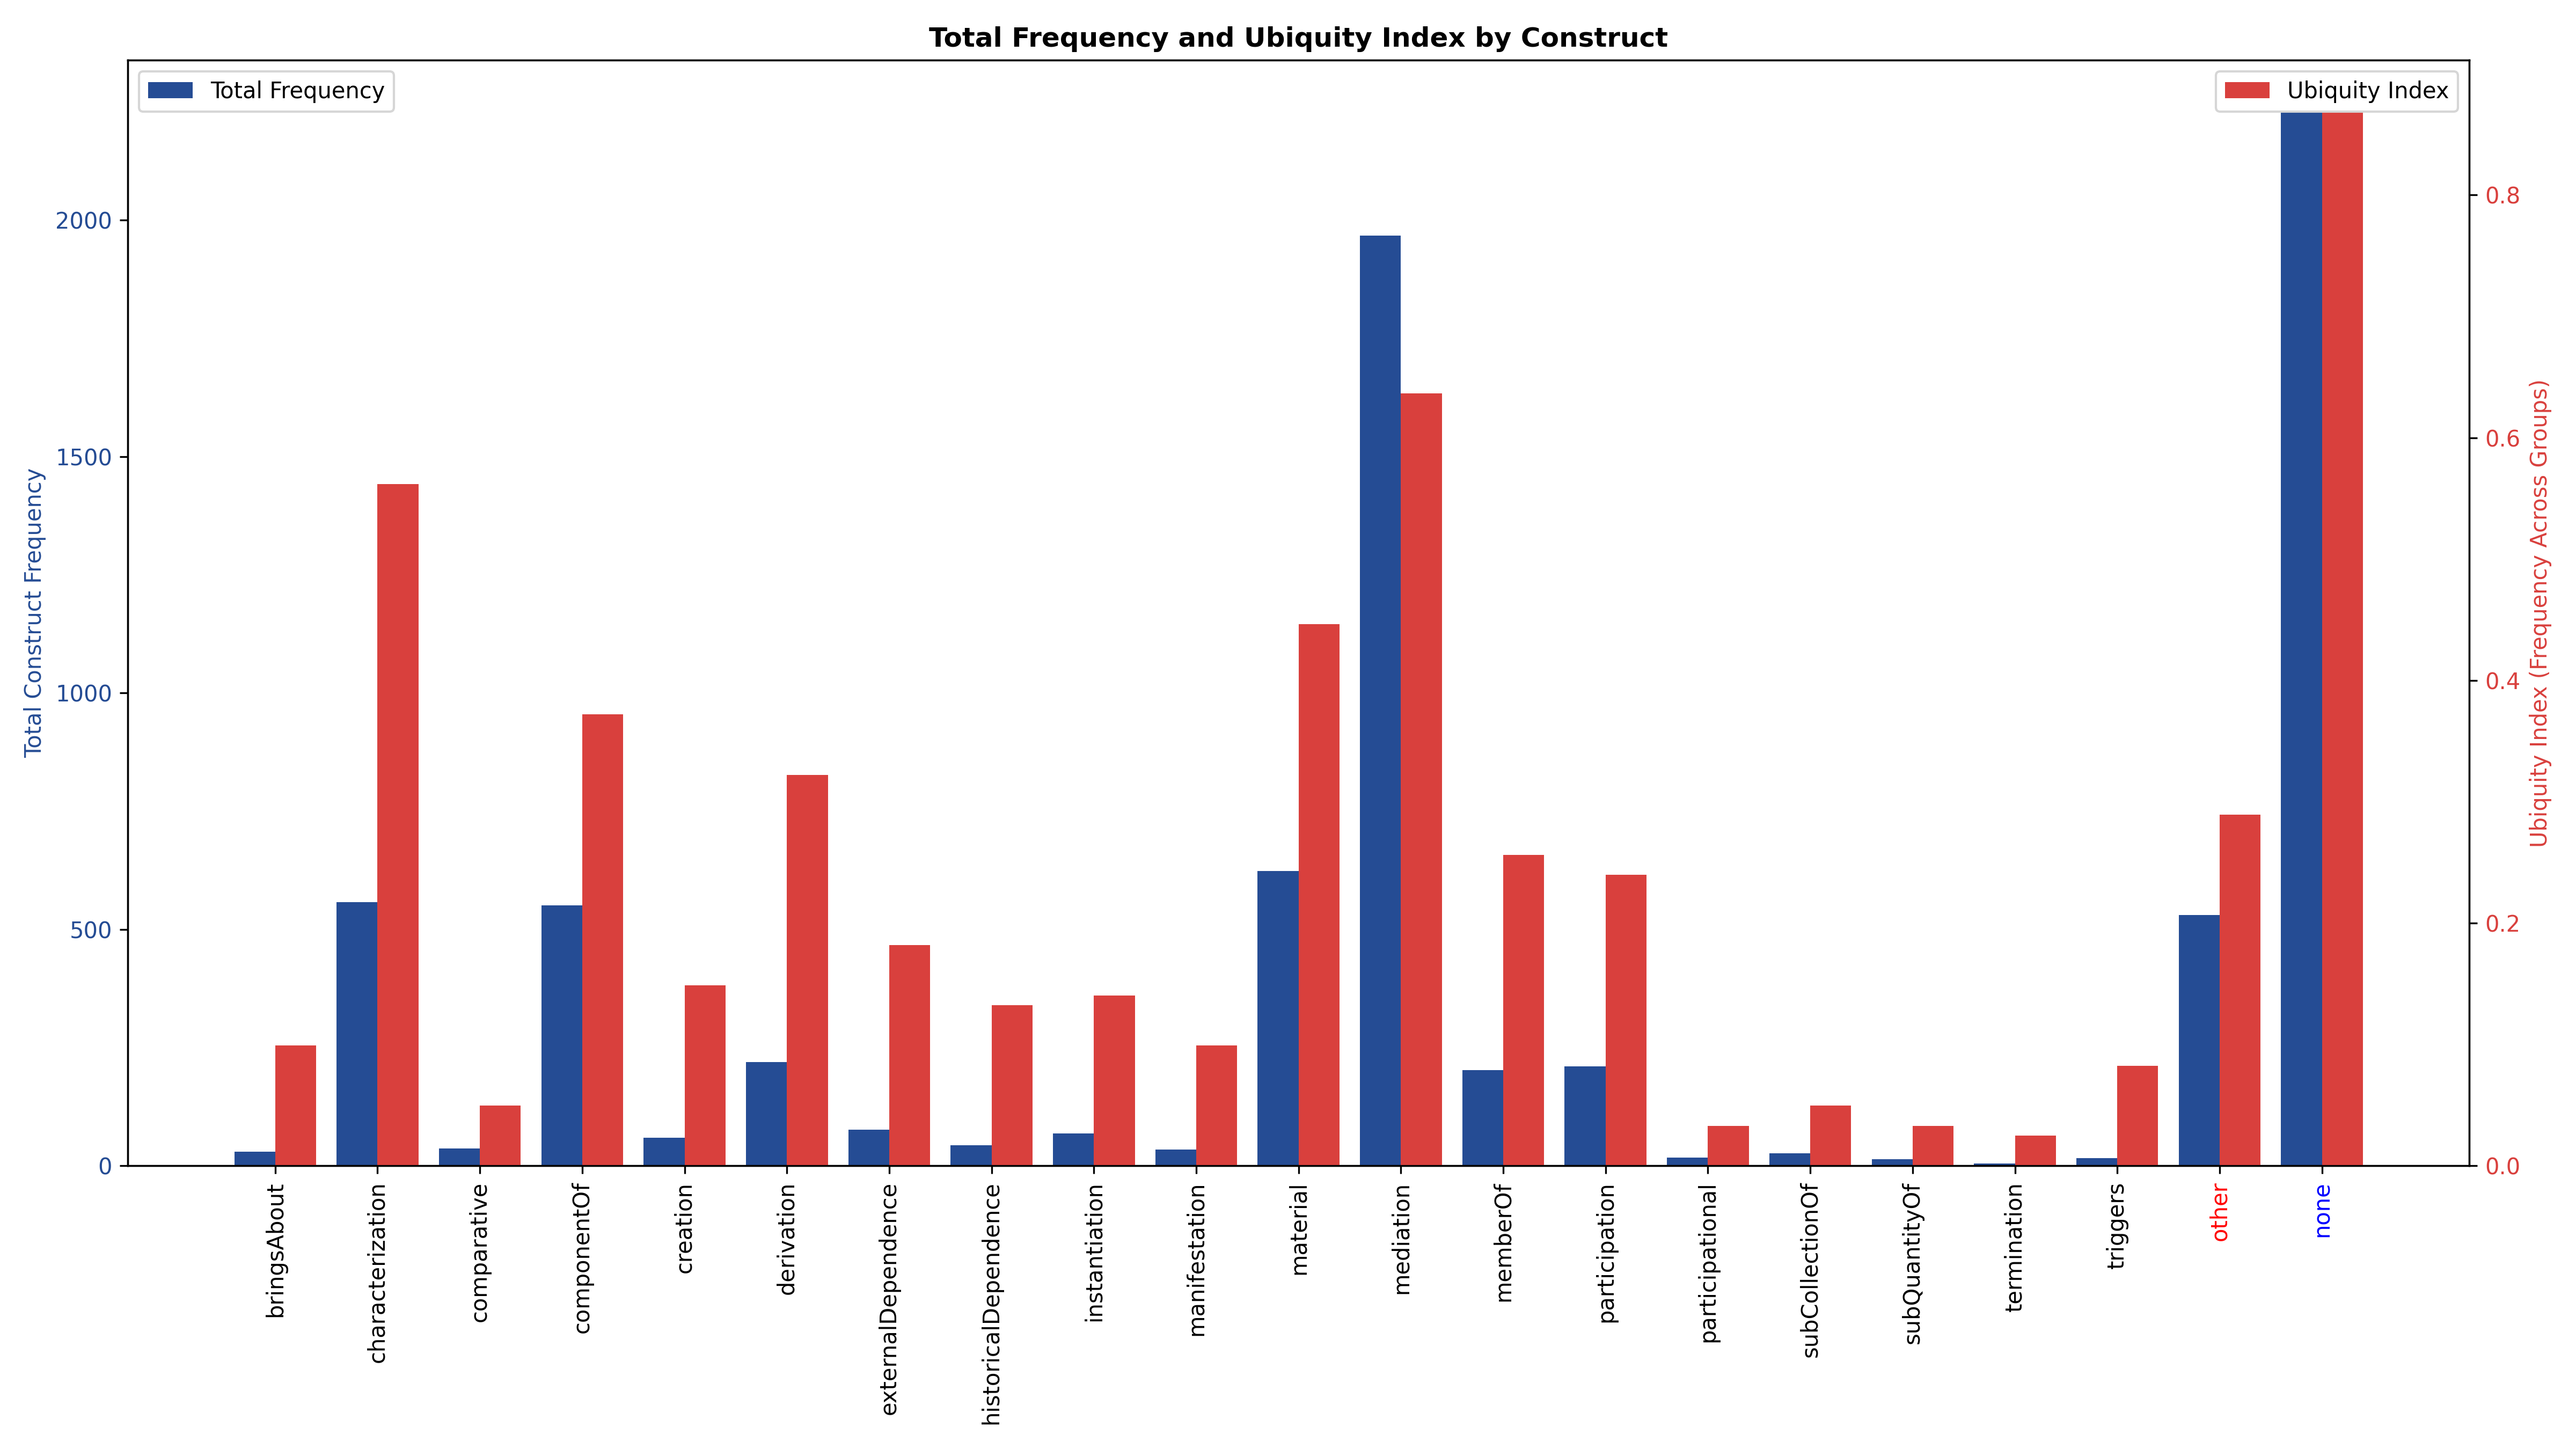 Total Frequency and Ubiquity Index by Construct
Total Frequency
Ubiquity Index
Total Construct Frequency
2000
1500
1000
500
0
0.8
0.6
0.4
0.2
0.0
Ubiquity Index (Frequency Across Groups)
bringsAbout
characterization
comparative
componentOf
creation
derivation
externalDependence
historicalDependence
instantiation
manifestation
material
mediation
memberOf
participation
participational
subCollectionOf
subQuantityOf
termination
triggers
other
none